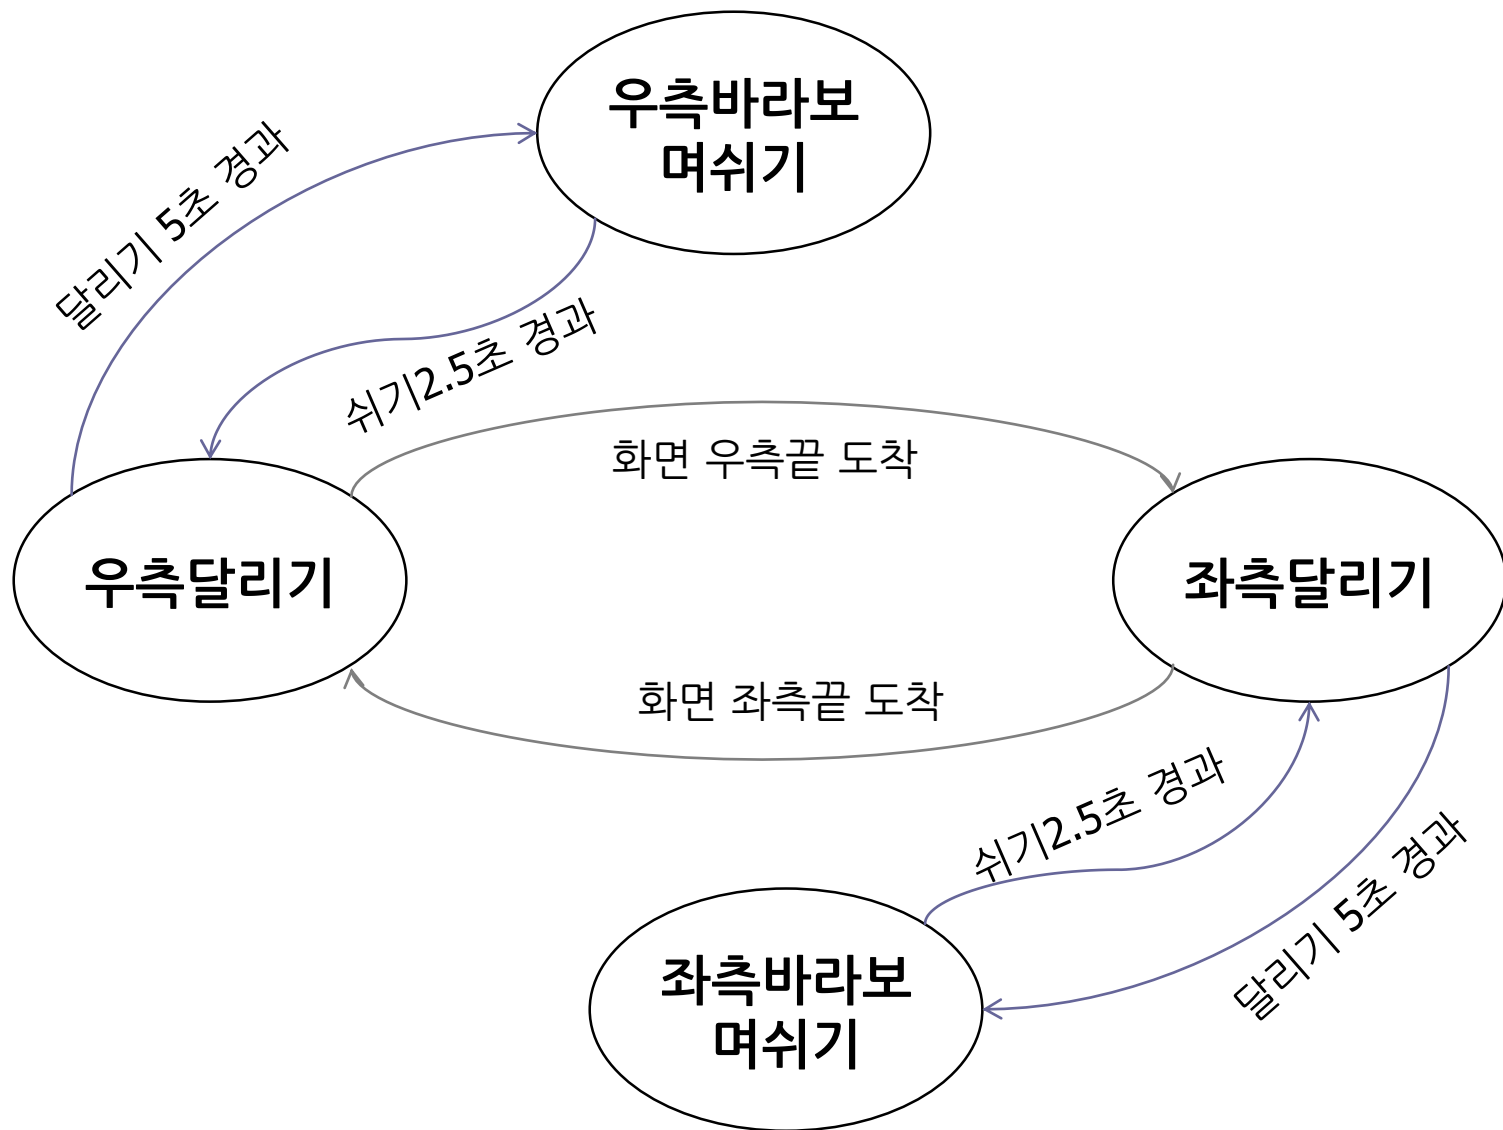 우측바라보
며쉬기
달리기 5초 경과
쉬기2.5초 경과
화면 우측끝 도착
우측달리기
좌측달리기
화면 좌측끝 도착
쉬기2.5초 경과
달리기 5초 경과
좌측바라보
며쉬기